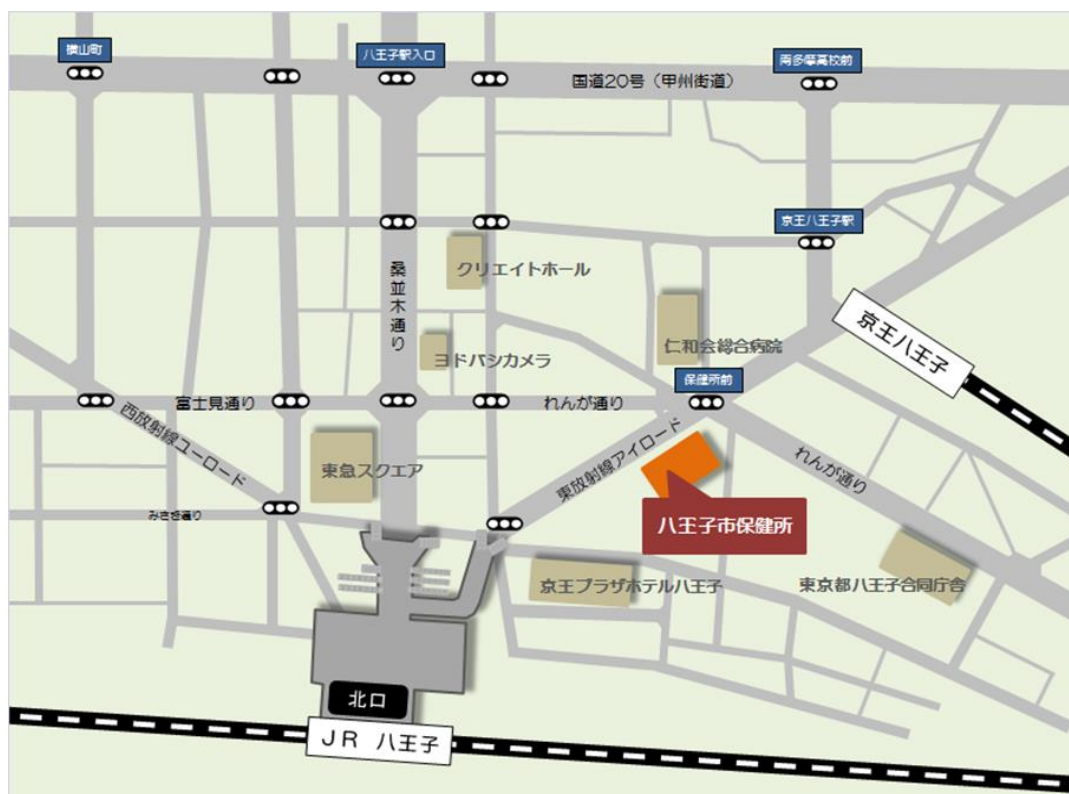 横山町
八王子駅入口
南多摩高校前
国道20号（甲州街道）
京王八王子駅
クリエイトホール
桑並木通り
京王八王子
仁和会総合病院
ヨドバシカメラ
保健所前
富士見通り
れんが通り
西放射線ユーロード
東放射線アイロード
れんが通り
東急スクエア
みさき通り
八王子市保健所
京王プラザホテル八王子
東京都八王子合同庁舎
北口
JR 八王子